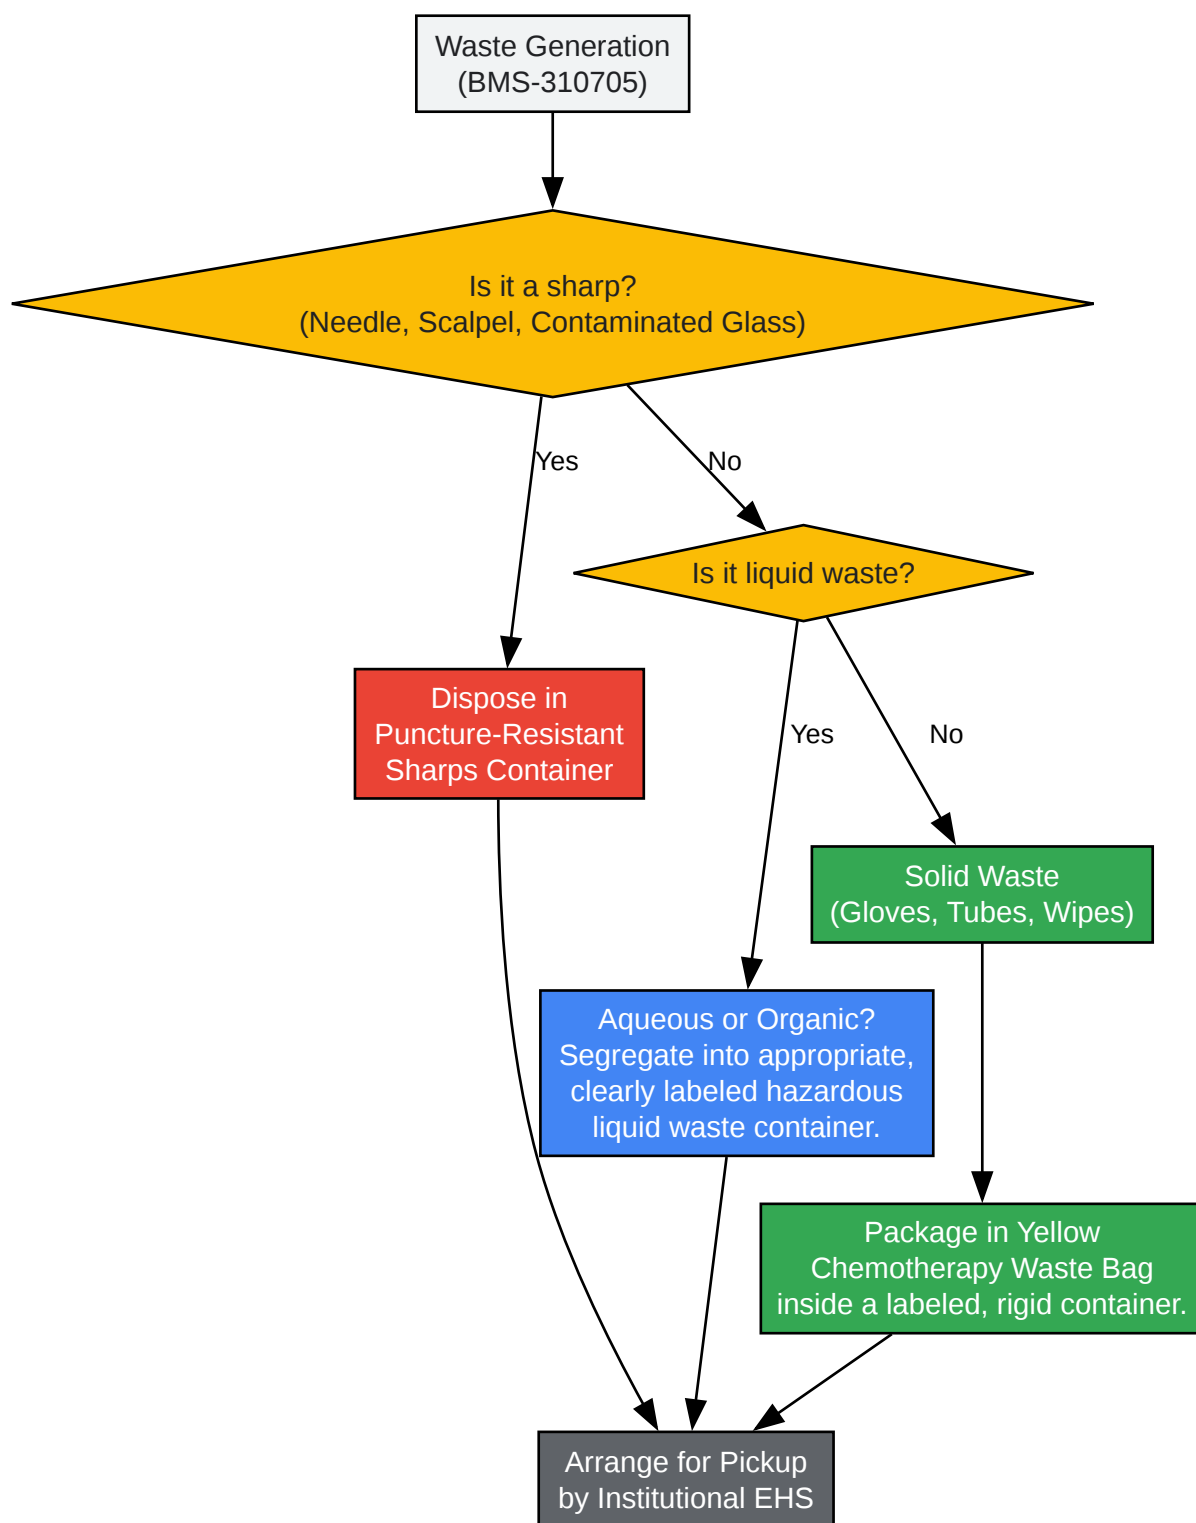 Waste Generation
(BMS-310705)
Is it a sharp?
(Needle, Scalpel, Contaminated Glass)
Yes
No
Is it liquid waste?
Dispose in
Puncture-Resistant
Sharps Container
Yes
No
Solid Waste
(Gloves, Tubes, Wipes)
Aqueous or Organic?
Segregate into appropriate,
clearly labeled hazardous
liquid waste container.
Package in Yellow
Chemotherapy Waste Bag
inside a labeled, rigid container.
Arrange for Pickup
by Institutional EHS